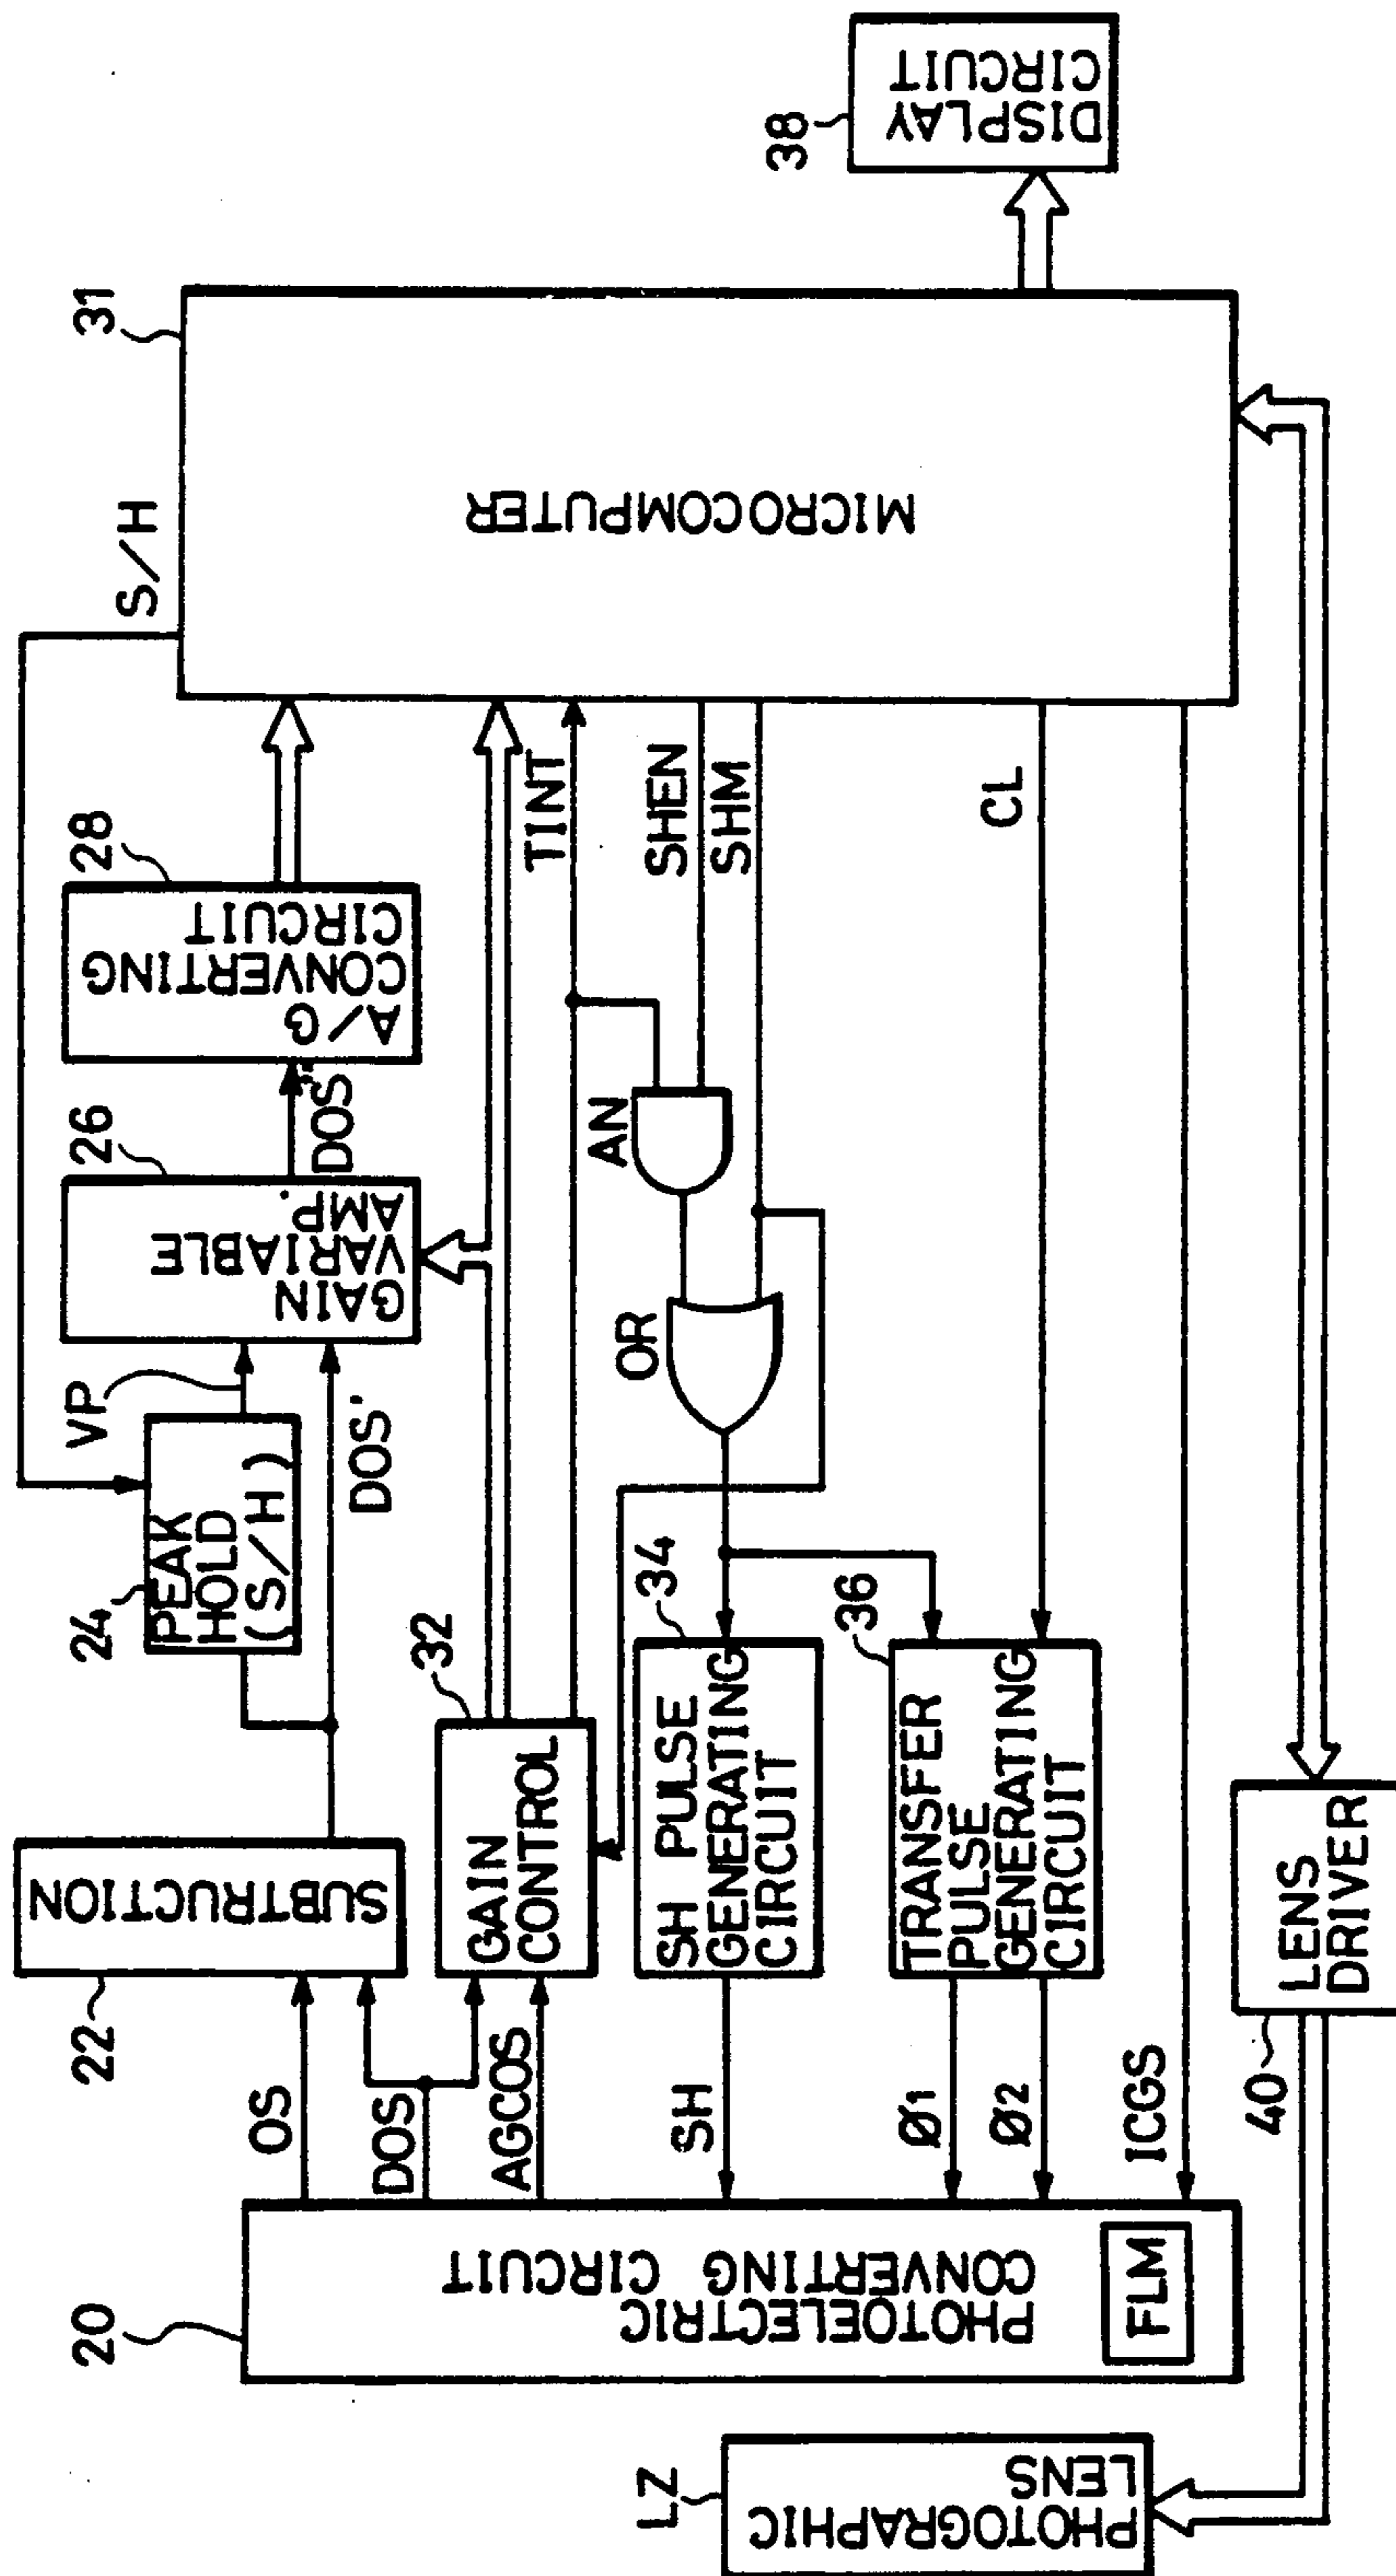 31
MICROCOMPUTER
S/H
38
DISPLAY
CIRCUIT
28
A/G
CONVERTING
CIRCUIT
26
GAIN
VARIABLE
AMP.
DOS"
VP
DOS'
24
PEAK
HOLD
(S/H)
22
SUBTRUCTION
OS
DOS
AGCOS
32
GAIN
CONTROL
TINT
SHEN
SHM
AN
OR
CL
34
SH PULSE
GENERATING
CIRCUIT
36
TRANSFER
PULSE
GENERATING
CIRCUIT
SH
Ø1
Ø2
ICGS
20
PHOTOELECTRIC
CONVERTING CIRCUIT
FLM
40
LENS
DRIVER
LZ
PHOTOGRAPHIC
LENS